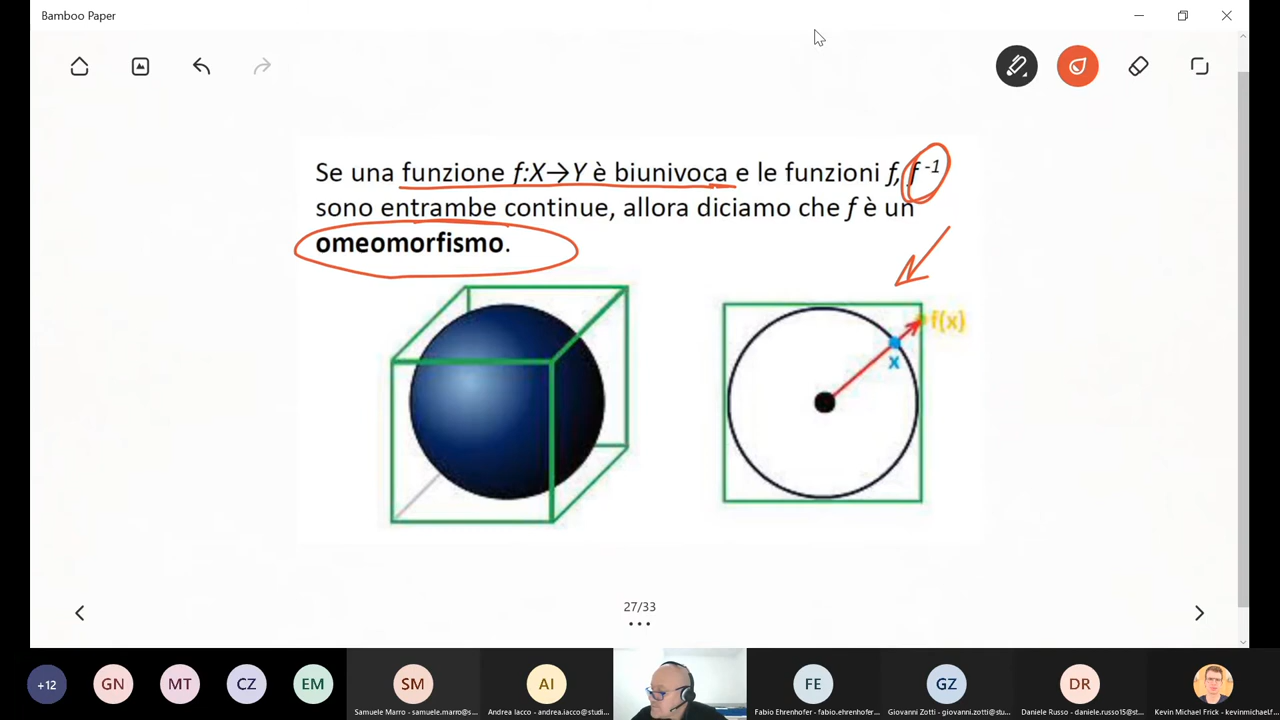 Bamboo Paper
Se una funzione f:X→Y è biunivoca e le funzioni f, f -1
sono entrambe continue, allora diciamo che f è un
omeomorfismo.
f(x)
x
27/33
+12
GN
MT
CZ
EM
SM
AI
FE
GZ
DR
Samuele Marro - samuele.marro@s...
Andrea Iacco - andrea.iacco@studi...
Fabio Ehrenhofer - fabio.ehrenhofer...
Giovanni Zotti - giovanni.zotti@stu...
Daniele Russo - daniele.russo15@st...
Kevin Michael Frick - kevinmichaelf...